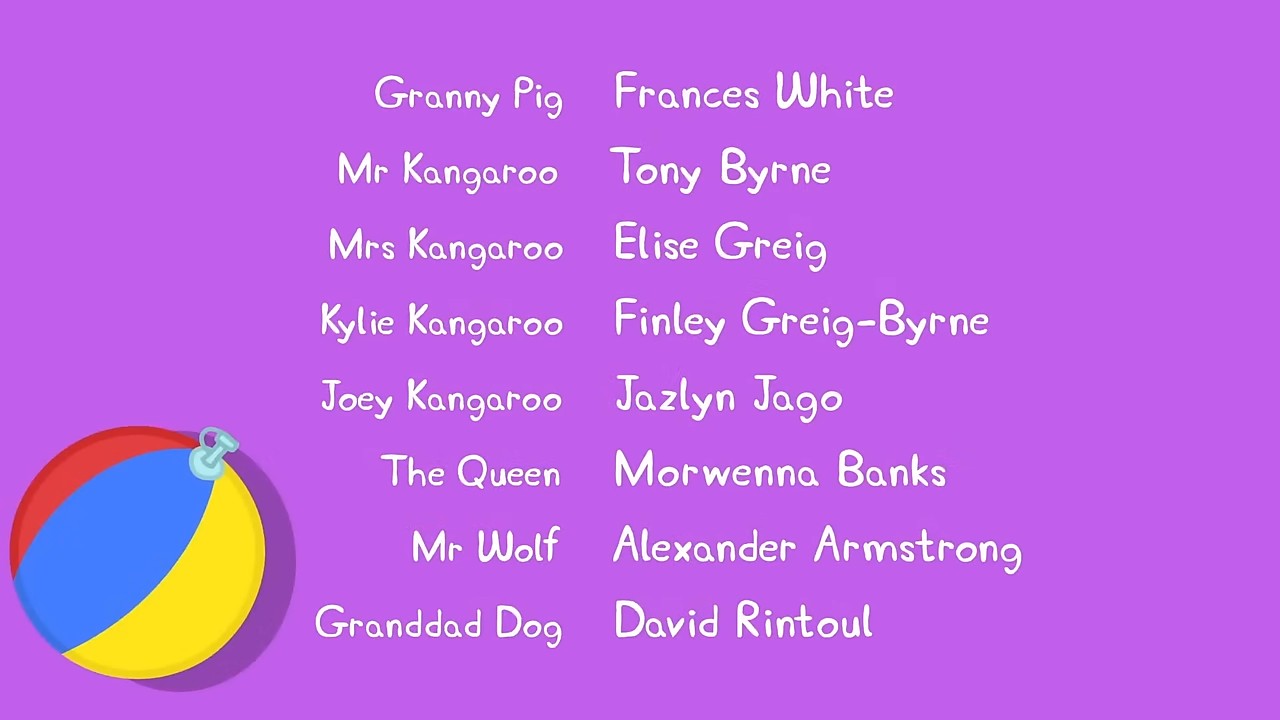 Granny Pig Frances White
Mr Kangaroo Tony Byrne
Mrs Kangaroo Elise Greig
Kylie Kangaroo Finley Greig-Byrne
Joey Kangaroo Jazlyn Jago
The Queen Morwenna Banks
Mr Wolf Alexander Armstrong
Granddad Dog David Rintoul